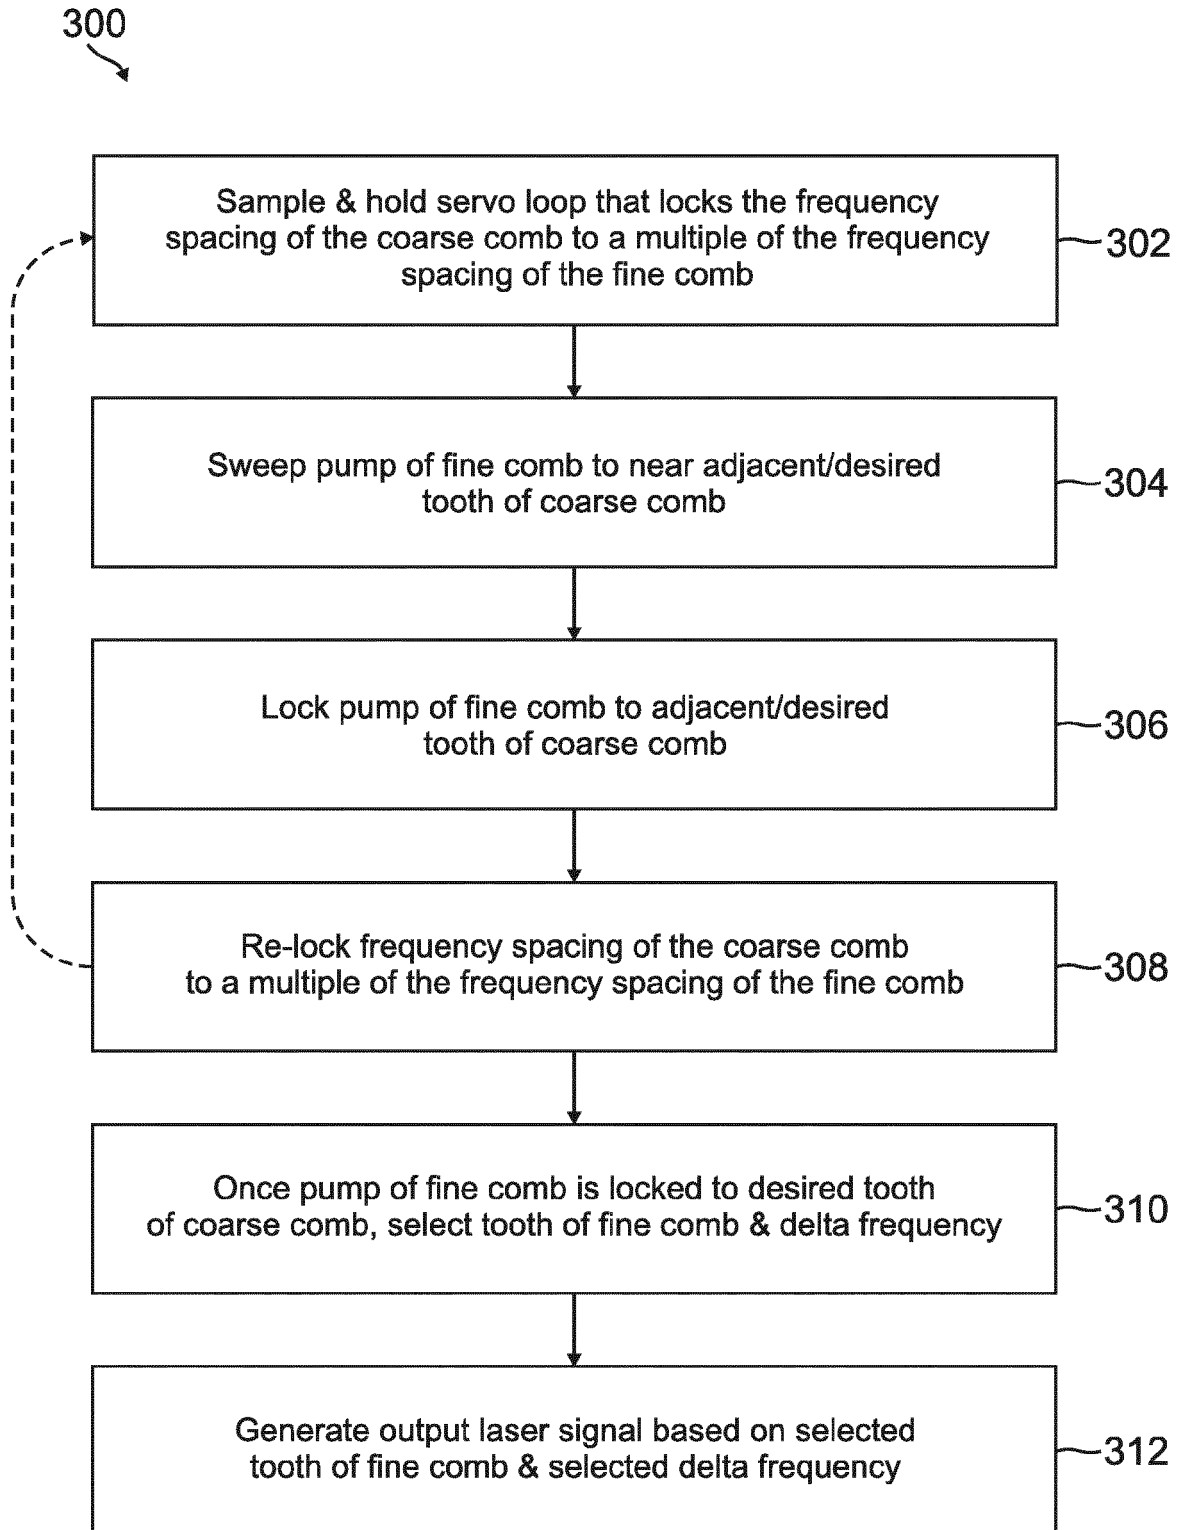 300
Sample & hold servo loop that locks the frequency
spacing of the coarse comb to a multiple of the frequency
spacing of the fine comb
302
Sweep pump of fine comb to near adjacent/desired
tooth of coarse comb
304
Lock pump of fine comb to adjacent/desired
tooth of coarse comb
306
Re-lock frequency spacing of the coarse comb
to a multiple of the frequency spacing of the fine comb
308
Once pump of fine comb is locked to desired tooth
of coarse comb, select tooth of fine comb & delta frequency
310
Generate output laser signal based on selected
tooth of fine comb & selected delta frequency
312